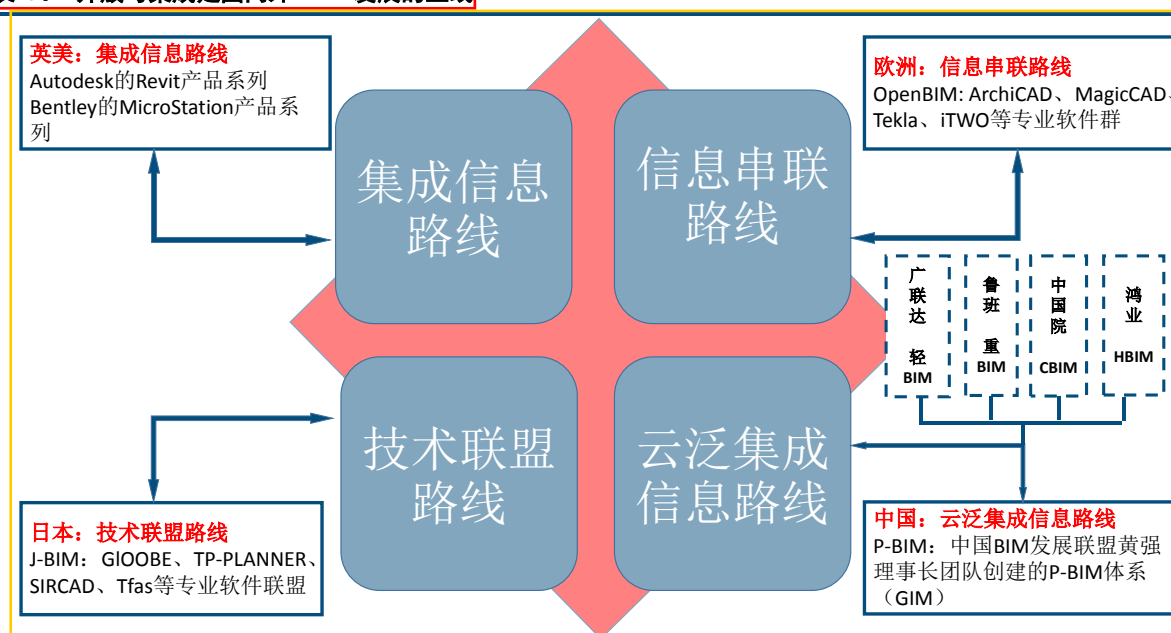 英美：集成信息路线
Autodesk的Revit产品系列
Bentley的MicroStation产品系
列
欧洲：信息串联路线
OpenBIM: ArchiCAD、MagicCAD、
Tekla、iTWO等专业软件群
集成信息
路线
信息串联
路线
广联达 轻 BIM
鲁班 重 BIM
中国院 CBIM
鸿业 HBIM
技术联盟
路线
云泛集成
信息路线
日本：技术联盟路线
J-BIM：GlOOBE、TP-PLANNER、
SIRCAD、Tfas等专业软件联盟
中国：云泛集成信息路线
P-BIM：中国BIM发展联盟黄强
理事长团队创建的P-BIM体系
（GIM）